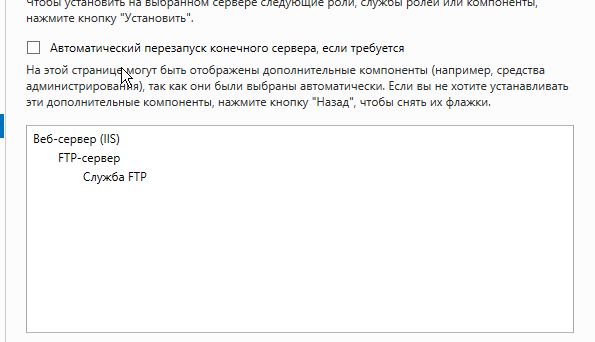 Чтобы установить на выбранном сервере следующие роли, службы ролей или компоненты,
нажмите кнопку "Установить".
Автоматический перезапуск конечного сервера, если требуется
На этой странице могут быть отображены дополнительные компоненты (например, средства
администрирования), так как они были выбраны автоматически. Если вы не хотите устанавливать
эти дополнительные компоненты, нажмите кнопку "Назад", чтобы снять их флажки.
Веб-сервер (IIS)
FTP-сервер
Служба FTP